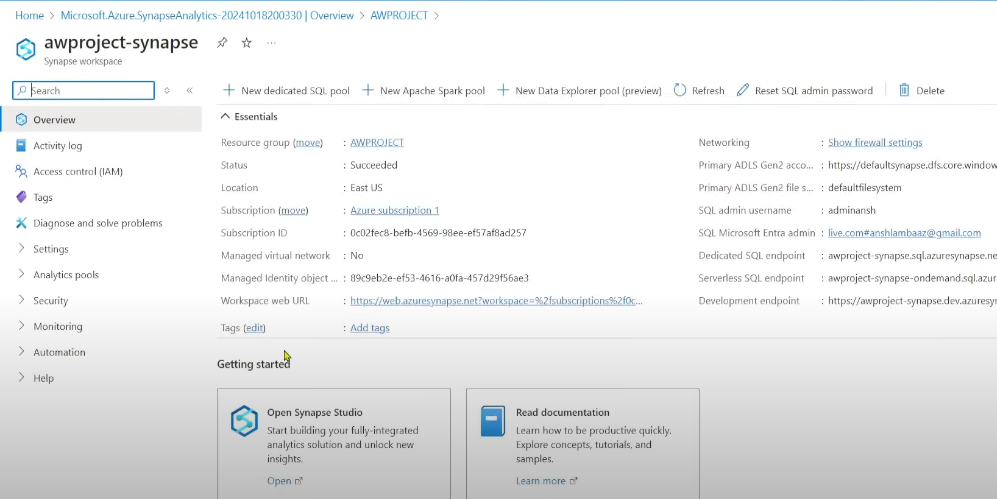 Home > Microsoft.Azure.SynapseAnalytics-20241018200330 | Overview > AWPROJECT >
awproject-synapse
Synapse workspace
Search
New dedicated SQL pool
New Apache Spark pool
New Data Explorer pool (preview)
Refresh
Reset SQL admin password
Delete
Overview
Activity log
Access control (IAM)
Tags
Diagnose and solve problems
Settings
Analytics pools
Security
Monitoring
Automation
Help
Essentials
Resource group (move) : AWPROJECT
Status : Succeeded
Location : East US
Subscription (move) : Azure subscription 1
Subscription ID : 0c02fec8-befb-4569-98ee-ef57af8ad257
Managed virtual network : No
Managed Identity object ... : 89c9eb2e-ef53-4616-a0fa-457d29f56ae3
Workspace web URL : https://web.azuresynapse.net?workspace=%2fsubscriptions%2f0c...
Tags (edit) : Add tags
Networking : Show firewall settings
Primary ADLS Gen2 acco... : https://defaultsynapse.dfs.core.window
Primary ADLS Gen2 file s... : defaultfilesystem
SQL admin username : adminansh
SQL Microsoft Entra admin : live.com#anshlambaaz@gmail.com
Dedicated SQL endpoint : awproject-synapse.sql.azuresynapse.ne
Serverless SQL endpoint : awproject-synapse-ondemand.sql.azur
Development endpoint : https://awproject-synapse.dev.azuresyn
Getting started
Open Synapse Studio
Start building your fully-integrated
analytics solution and unlock new
insights.
Open
Read documentation
Learn how to be productive quickly.
Explore concepts, tutorials, and
samples.
Learn more